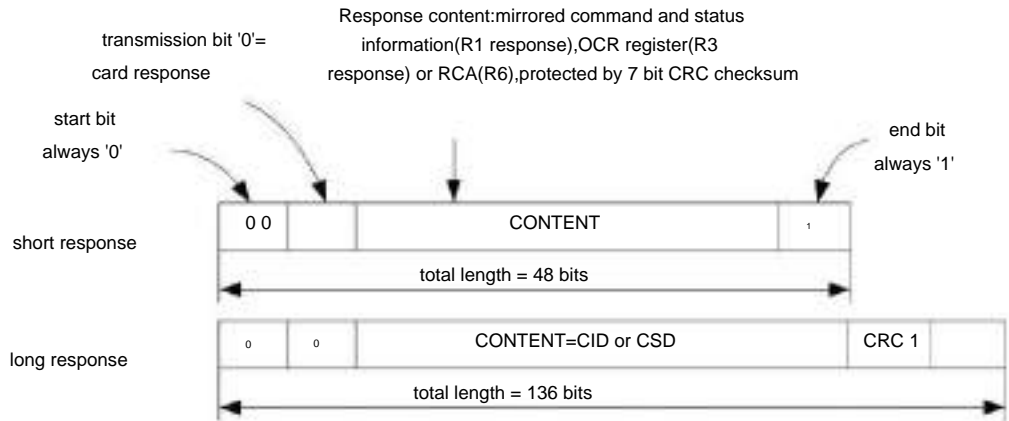 Response content:mirrored command and status
information(R1 response),OCR register(R3
response) or RCA(R6),protected by 7 bit CRC checksum
transmission bit '0'=
card response
start bit
always '0'
end bit
always '1'
short response
0 0
CONTENT
1
total length = 48 bits
long response
0
0
CONTENT=CID or CSD
CRC 1
total length = 136 bits